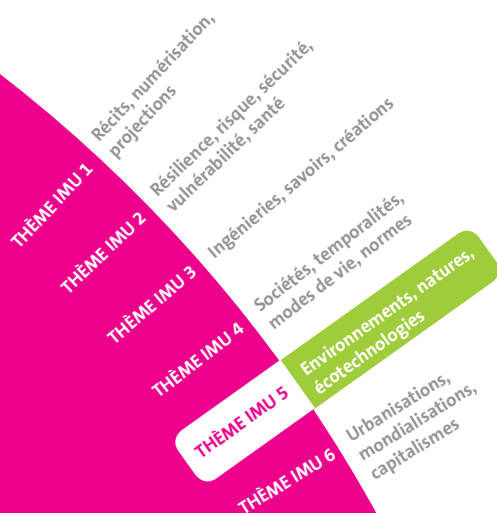 THÈME IMU 1
Récits, numérisation,
projections
THÈME IMU 2
Résilience, risque, sécurité,
vulnérabilité, santé
THÈME IMU 3
Ingénieries, savoirs, créations
THÈME IMU 4
Sociétés, temporalités,
modes de vie, normes
THÈME IMU 5
Environnements, natures,
écotechnologies
THÈME IMU 6
Urbanisations,
mondialisations,
capitalismes